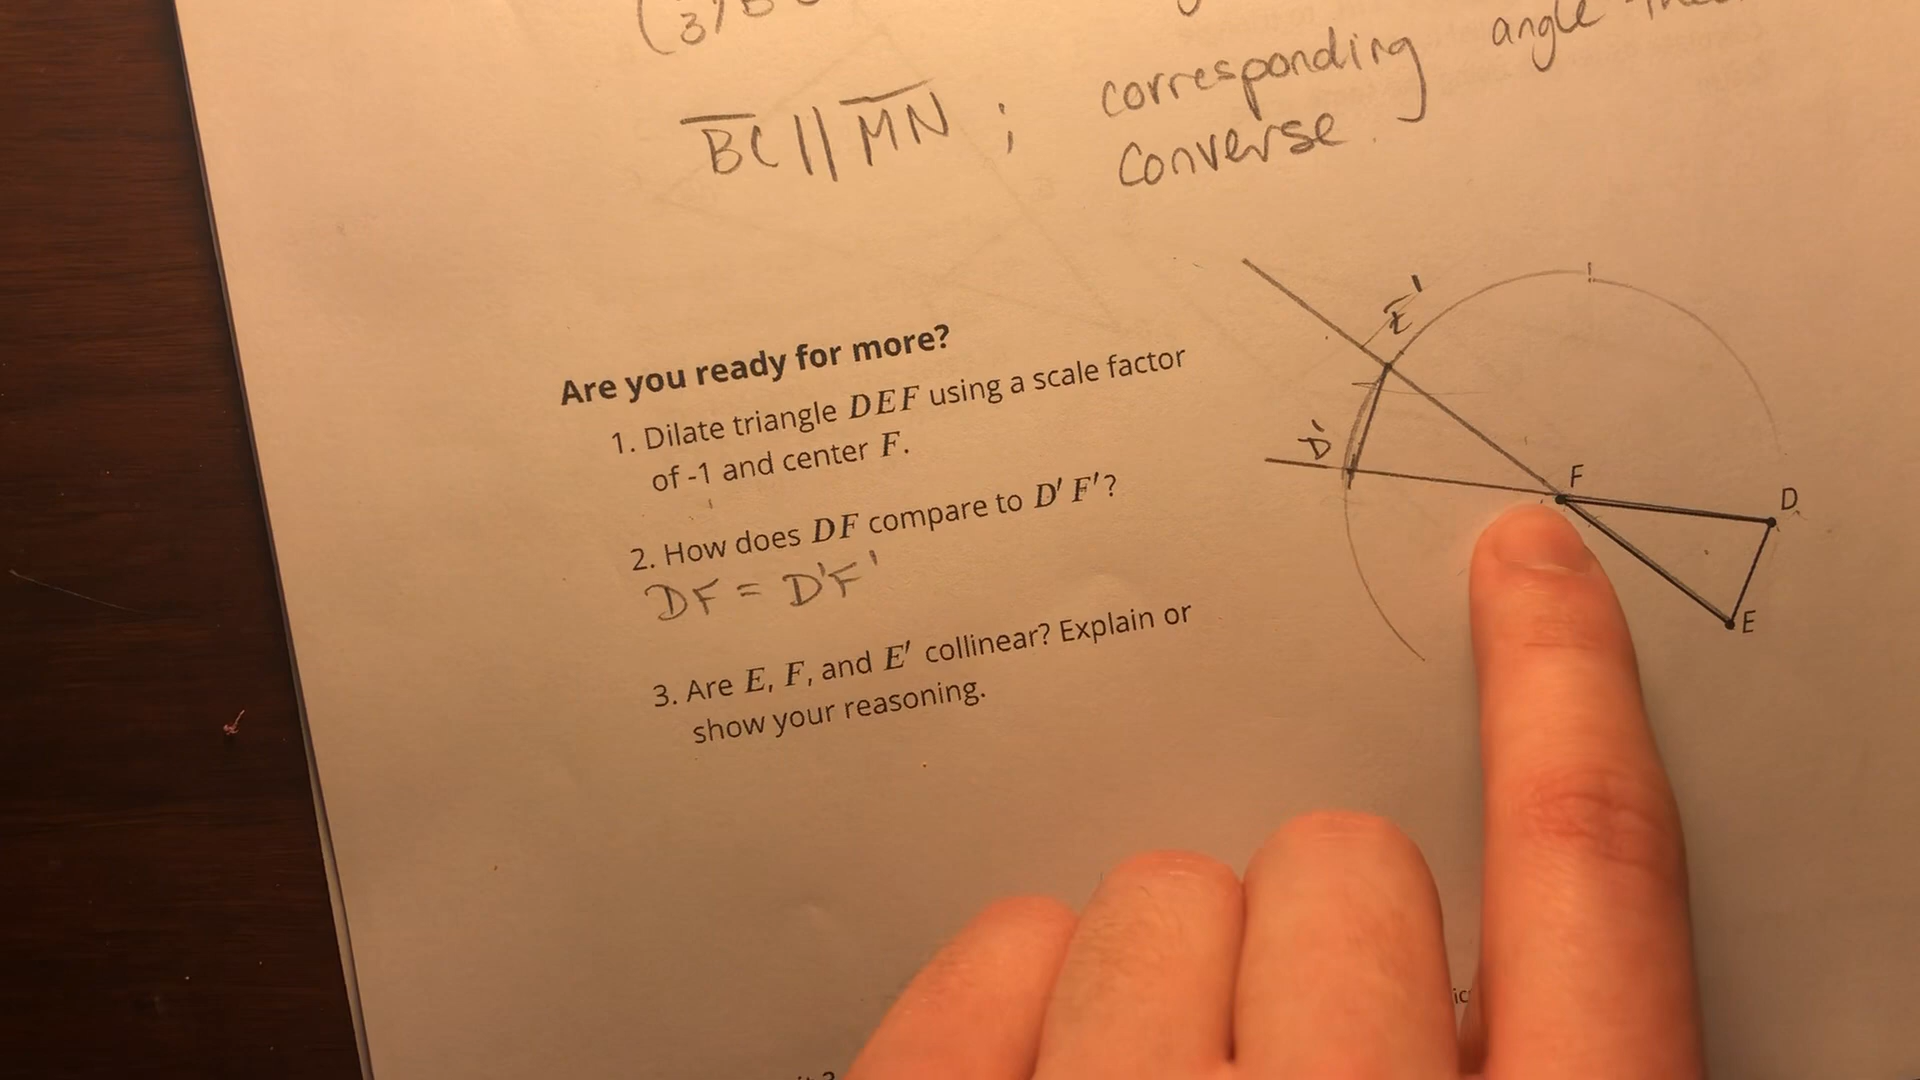 BC || MN ; corresponding angle
converse.
Are you ready for more?
1. Dilate triangle DEF using a scale factor
of -1 and center F.
2. How does DF compare to D′F′?
DF = D'F'
3. Are E, F, and E′ collinear? Explain or
show your reasoning.
E'
D'
F
D
E